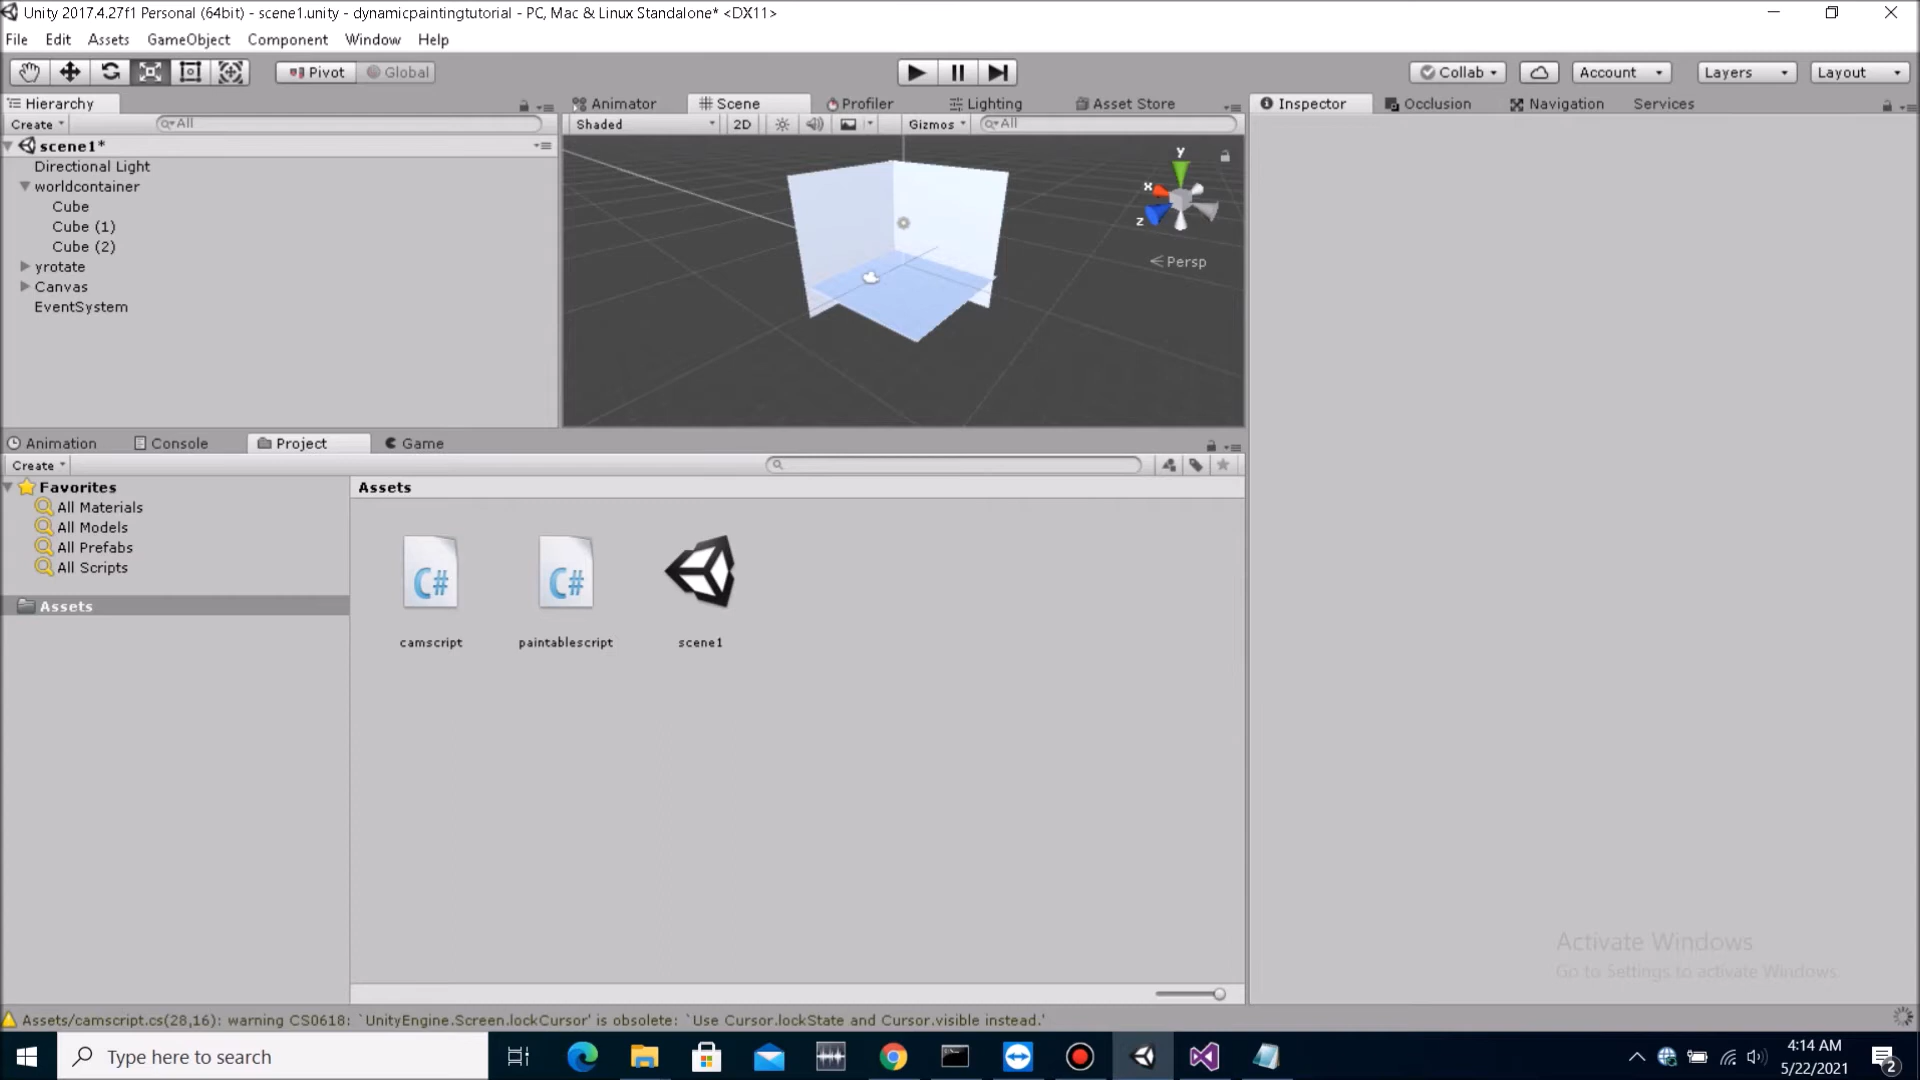 Unity 2017.4.27f1 Personal (64bit) - scene1.unity - dynamicpaintingtutorial - PC, Mac & Linux Standalone* <DX11>
File Edit Assets GameObject Component Window Help
Pivot Global Collab Account Layers Layout
Hierarchy Animator Scene Profiler Lighting Asset Store Inspector Occlusion Navigation Services
Create All Shaded 2D Gizmos All
scene1*
Directional Light
worldcontainer
Cube
Cube (1)
Cube (2)
yrotate
Canvas
EventSystem
y
x
z
Persp
Animation Console Project Game
Create
Favorites
All Materials
All Models
All Prefabs
All Scripts
Assets
Assets
C# C#
camscript paintablescript scene1
Activate Windows
Go to Settings to activate Windows.
Assets/camscript.cs(28,16): warning CS0618: `UnityEngine.Screen.lockCursor' is obsolete: `Use Cursor.lockState and Cursor.visible instead.'
Type here to search
4:14 AM
5/22/2021
2